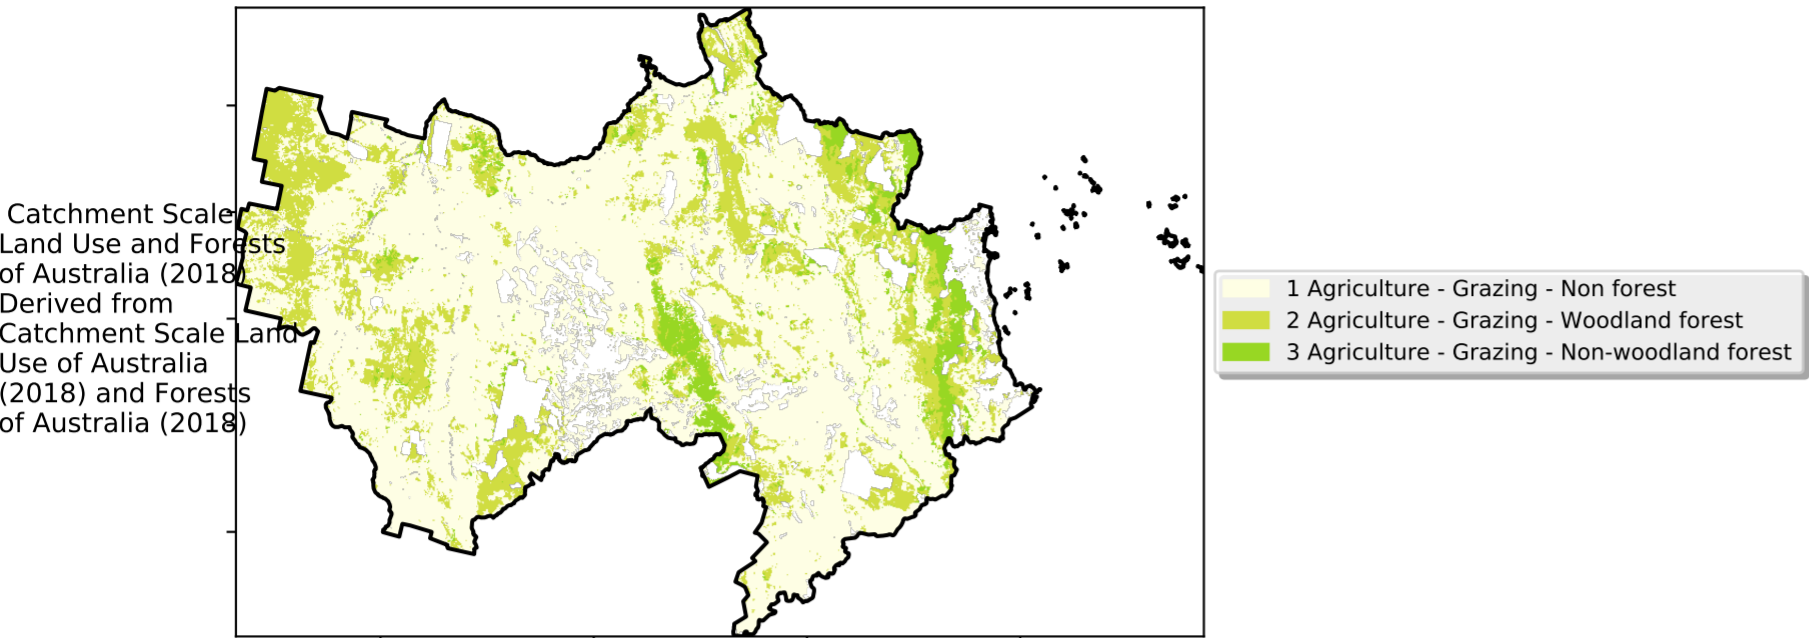 Catchment Scale
Land Use and Forests
of Australia (2018)
Derived from
Catchment Scale Land
Use of Australia
(2018) and Forests
of Australia (2018)
1 Agriculture - Grazing - Non forest
2 Agriculture - Grazing - Woodland forest
3 Agriculture - Grazing - Non-woodland forest